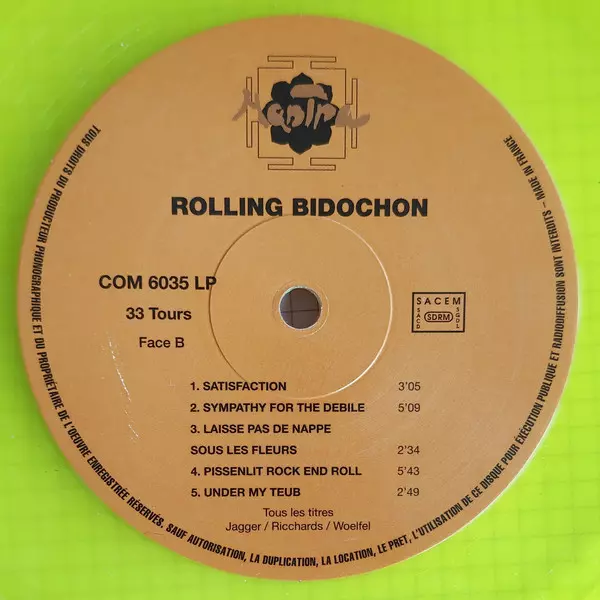 Mantra
ROLLING BIDOCHON
COM 6035 LP
33 Tours
Face B
SACEM
SACD
SDRM
SGDL
1. SATISFACTION 3'05
2. SYMPATHY FOR THE DEBILE 5'09
3. LAISSE PAS DE NAPPE
SOUS LES FLEURS 2'34
4. PISSENLIT ROCK END ROLL 5'43
5. UNDER MY TEUB 2'49
Tous les titres
Jagger / Ricchards / Woelfel
TOUS DROITS DU PRODUCTEUR PHONOGRAPHIQUE ET DU PROPRIÉTAIRE DE L'OEUVRE ENREGISTRÉE RÉSERVÉS. SAUF AUTORISATION, LA DUPLICATION, LA LOCATION, LE PRET, L'UTILISATION DE CE DISQUE POUR EXÉCUTION PUBLIQUE ET RADIODIFFUSION SONT INTERDITS – MADE IN FRANCE